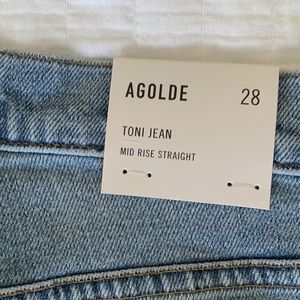 AGOLDE 28
TONI JEAN
MID RISE STRAIGHT